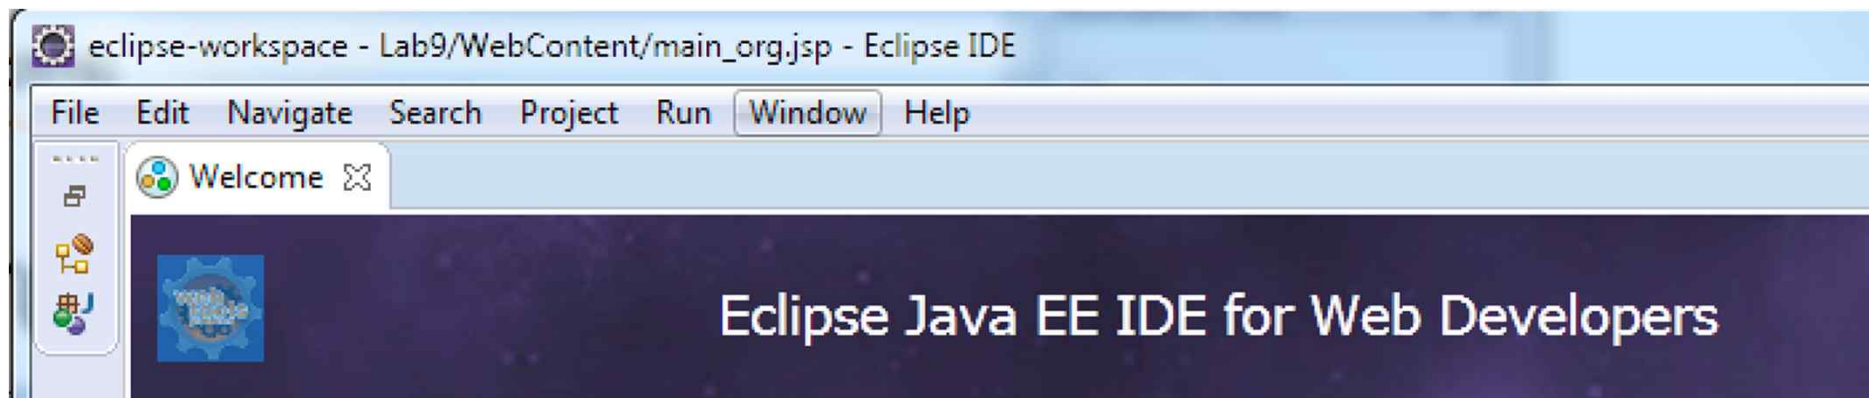 eclipse-workspace - Lab9/WebContent/main_org.jsp - Eclipse IDE
File Edit Navigate Search Project Run Window Help
Welcome
Eclipse Java EE IDE for Web Developers